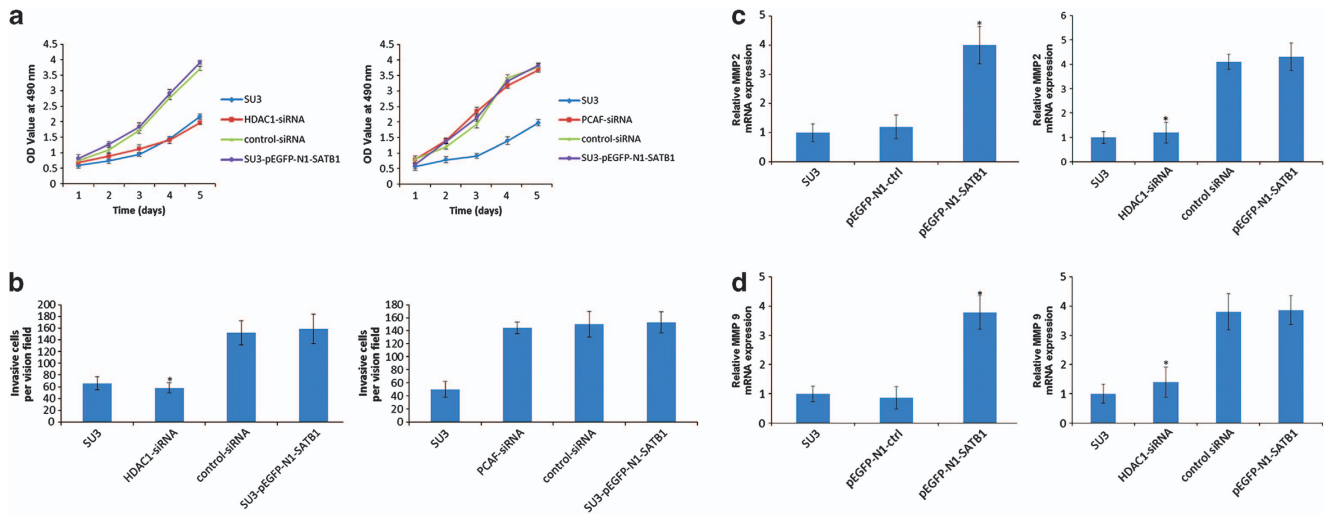 a
OD Value at 490 nm
4.5
4
3.5
3
2.5
2
1.5
1
0.5
0
1 2 3 4 5
Time (days)
SU3
HDAC1-siRNA
control-siRNA
SU3-pEGFP-N1-SATB1
OD Value at 490 nm
4.5
4
3.5
3
2.5
2
1.5
1
0.5
0
1 2 3 4 5
Time (days)
SU3
PCAF-siRNA
control-siRNA
SU3-pEGFP-N1-SATB1
b
Invasive cells
per vision field
200
180
160
140
120
100
80
60
40
20
0
*
SU3
HDAC1-siRNA
control-siRNA
SU3-pEGFP-N1-SATB1
Invasive cells
per vision field
180
160
140
120
100
80
60
40
20
0
SU3
PCAF-siRNA
control-siRNA
SU3-pEGFP-N1-SATB1
c
Relative MMP2
mRNA expression
5
4
3
2
1
0
*
SU3
pEGFP-N1-ctrl
pEGFP-N1-SATB1
Relative MMP2
mRNA expression
6
5
4
3
2
1
0
*
SU3
HDAC1-siRNA
control siRNA
pEGFP-N1-SATB1
d
Relative MMP 9
mRNA expression
5
4
3
2
1
0
*
SU3
pEGFP-N1-ctrl
pEGFP-N1-SATB1
Relative MMP 9
mRNA expression
5
4
3
2
1
0
*
SU3
HDAC1-siRNA
control siRNA
pEGFP-N1-SATB1